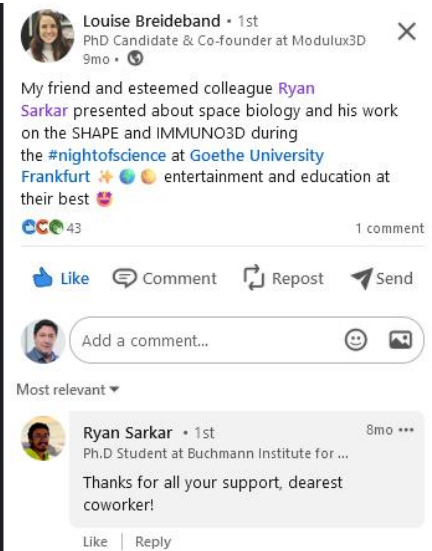 Louise Breideband • 1st
PhD Candidate & Co-founder at Modulux3D
9mo •
My friend and esteemed colleague Ryan
Sarkar presented about space biology and his work
on the SHAPE and IMMUNO3D during
the #nightofscience at Goethe University
Frankfurt ✨🌍🌕 entertainment and education at
their best 🤩
43 1 comment
Like Comment Repost Send
Add a comment...
Most relevant
Ryan Sarkar • 1st 8mo •••
Ph.D Student at Buchmann Institute for ...
Thanks for all your support, dearest
coworker!
Like | Reply